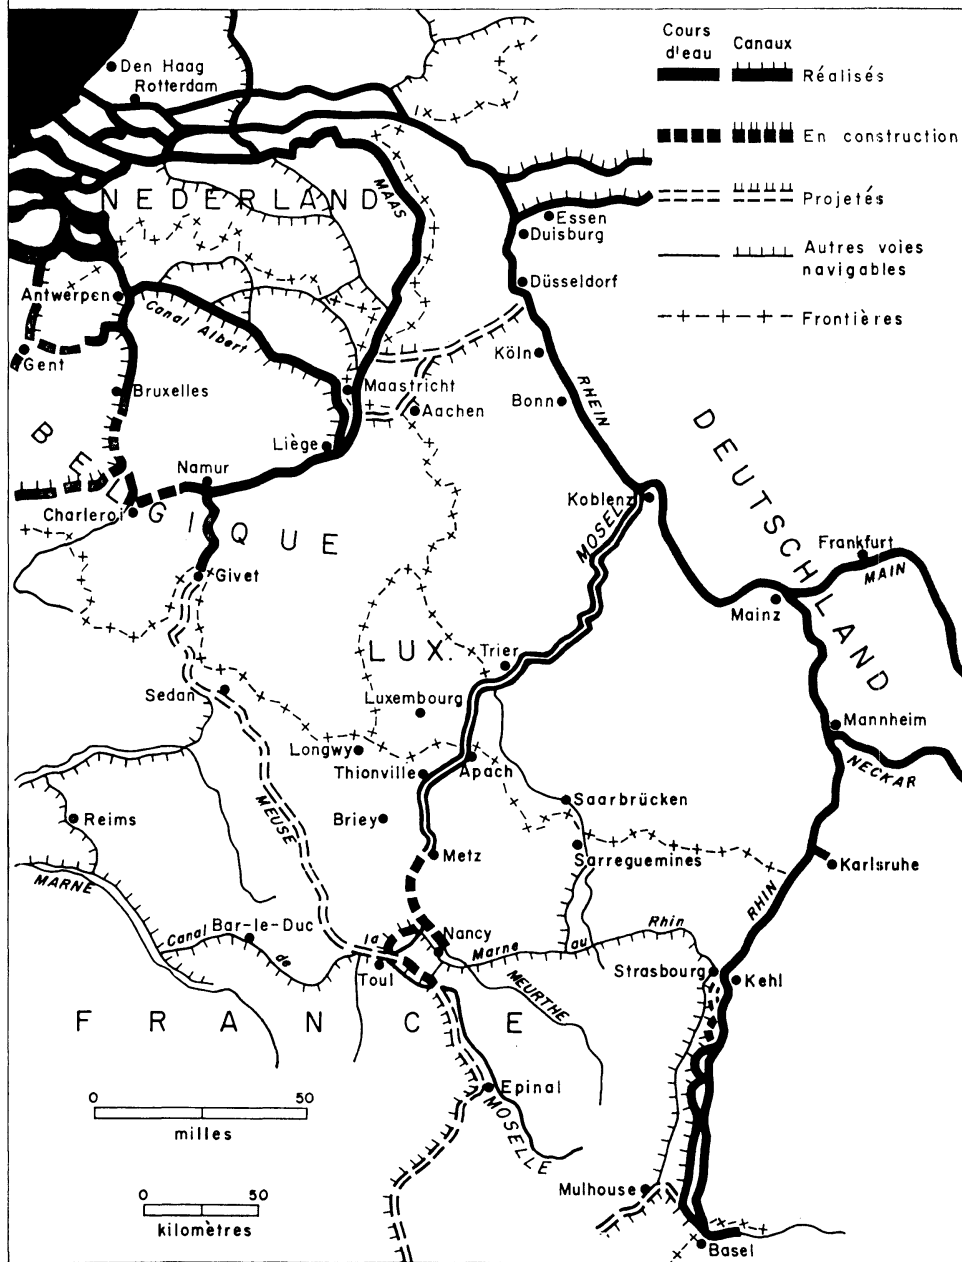 Cours
d'eau
Canaux
Réalisés
En construction
Projetés
Autres voies
navigables
Frontières
Den Haag
Rotterdam
NEDERLAND
MAAS
Essen
Duisburg
Düsseldorf
Antwerpen
Canal Albert
Gent
Köln
Bruxelles
Maastricht
Aachen
Bonn
RHEIN
Liège
BELGIQUE
Namur
Charleroi
Koblenz
MOSEL
DEUTSCHLAND
Frankfurt
MAIN
Mainz
Givet
LUX.
Trier
Sedan
Luxembourg
Mannheim
NECKAR
Longwy
Thionville
Apach
Saarbrücken
Reims
MEUSE
Briey
Metz
Sarreguemines
Karlsruhe
MARNE
RHIN
Bar-le-Duc
Canal de la Marne au Rhin
Nancy
Toul
MEURTHE
Strasbourg
Kehl
FRANCE
Epinal
MOSELLE
0 50
milles
0 50
kilomètres
Mulhouse
Basel